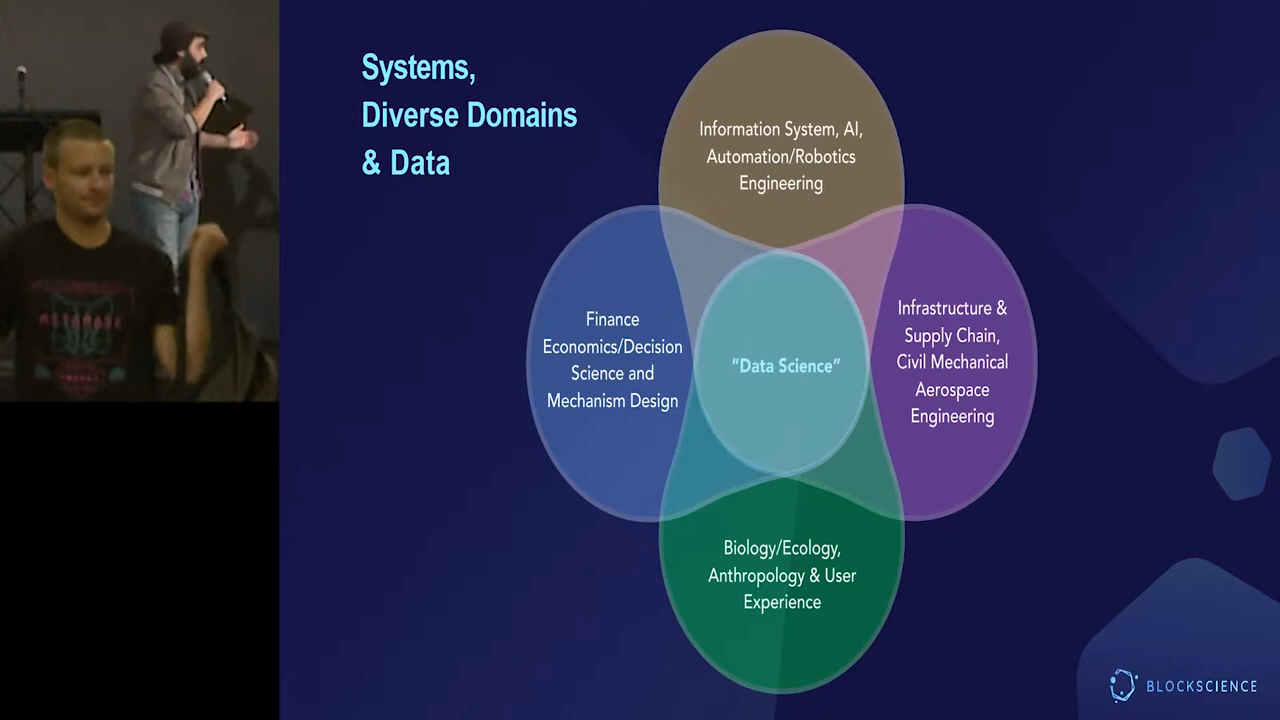 Systems,
Diverse Domains
& Data
Information System, AI,
Automation/Robotics
Engineering
Finance
Economics/Decision
Science and
Mechanism Design
"Data Science"
Infrastructure &
Supply Chain,
Civil Mechanical
Aerospace
Engineering
Biology/Ecology,
Anthropology & User
Experience
BLOCKSCIENCE